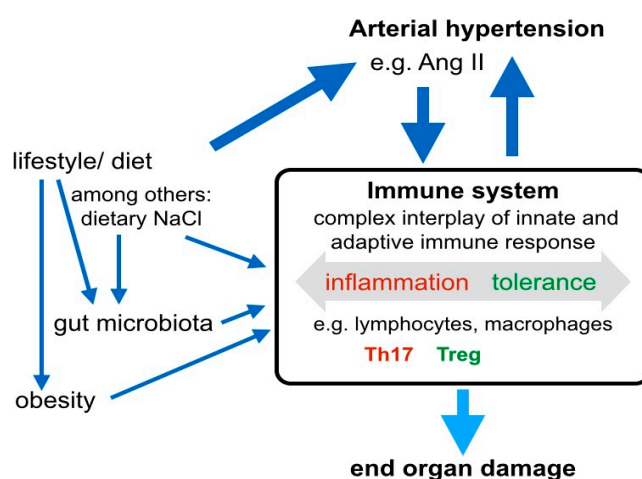 Arterial hypertension
e.g. Ang II
lifestyle/ diet
among others:
dietary NaCl
gut microbiota
obesity
Immune system
complex interplay of innate and
adaptive immune response
inflammation tolerance
e.g. lymphocytes, macrophages
Th17 Treg
end organ damage